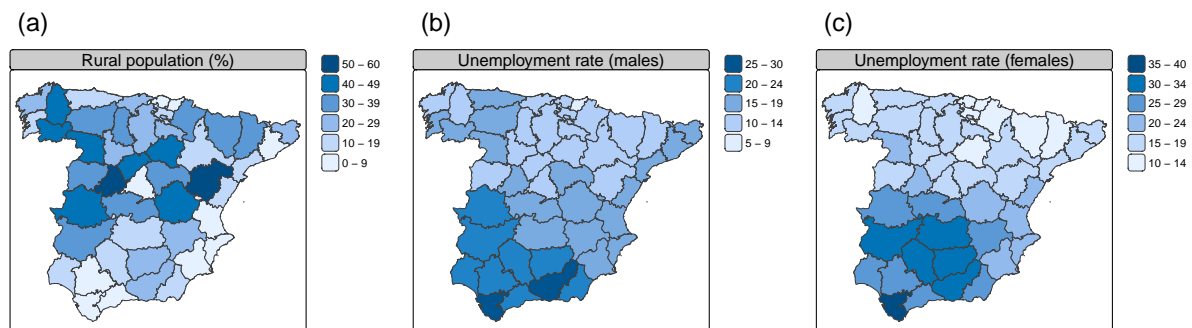 (a)
Rural population (%)
50 – 60
40 – 49
30 – 39
20 – 29
10 – 19
0 – 9
(b)
Unemployment rate (males)
25 – 30
20 – 24
15 – 19
10 – 14
5 – 9
(c)
Unemployment rate (females)
35 – 40
30 – 34
25 – 29
20 – 24
15 – 19
10 – 14